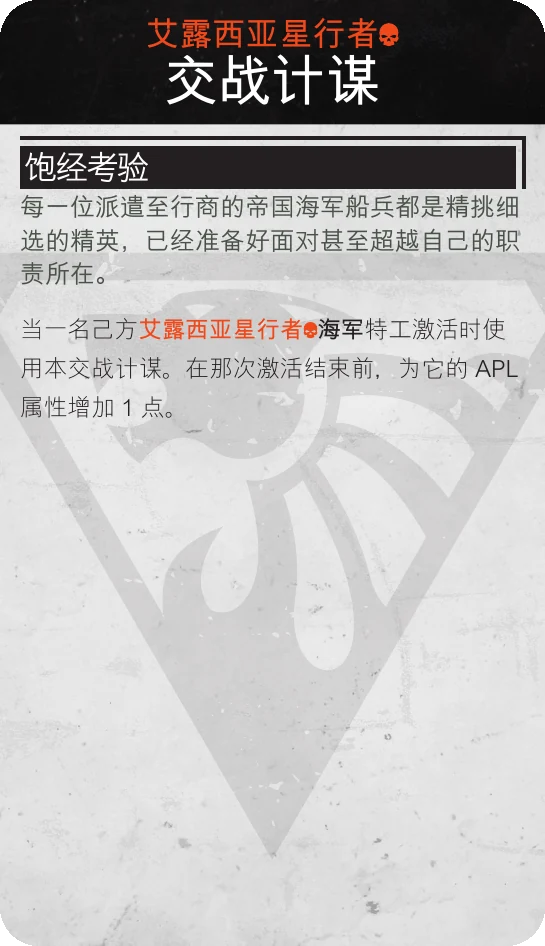 艾露西亚星行者
交战计谋
饱经考验
每一位派遣至行商的帝国海军船兵都是精挑细
选的精英，已经准备好面对甚至超越自己的职
责所在。
当一名己方艾露西亚星行者海军特工激活时使
用本交战计谋。在那次激活结束前，为它的 APL
属性增加 1 点。